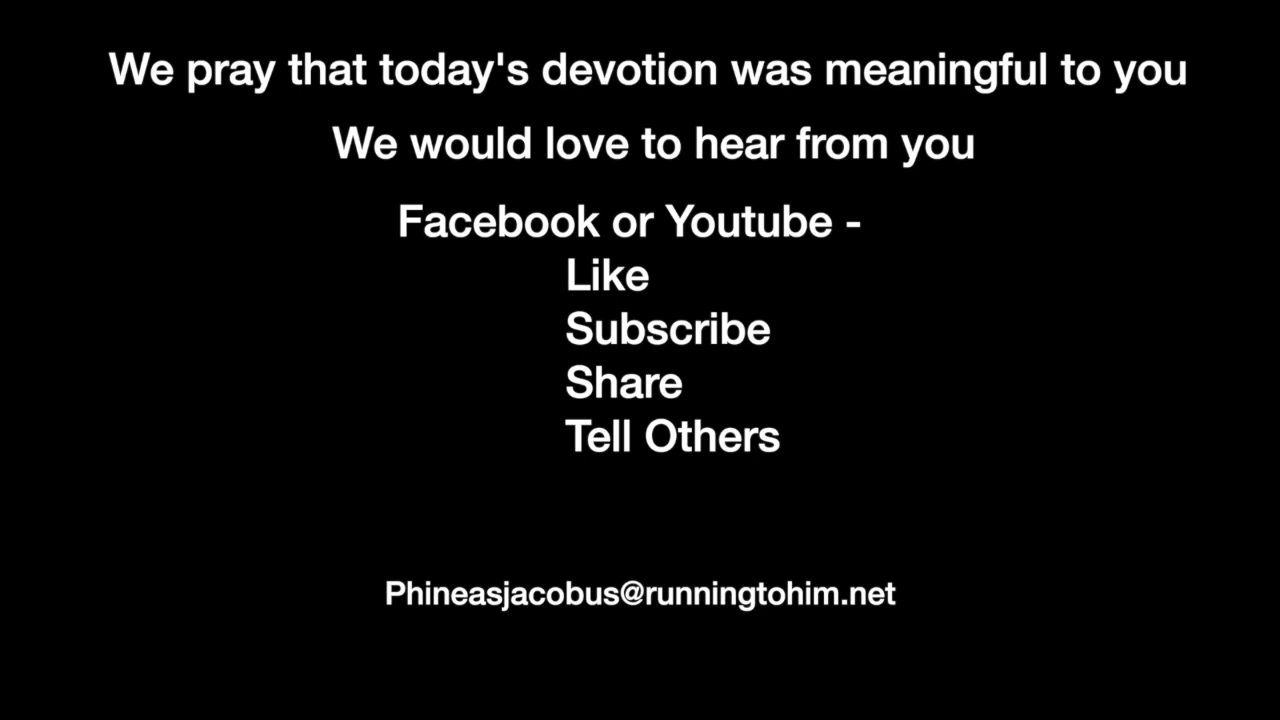 We pray that today's devotion was meaningful to you
We would love to hear from you
Facebook or Youtube -
Like
Subscribe
Share
Tell Others
Phineasjacobus@runningtohim.net